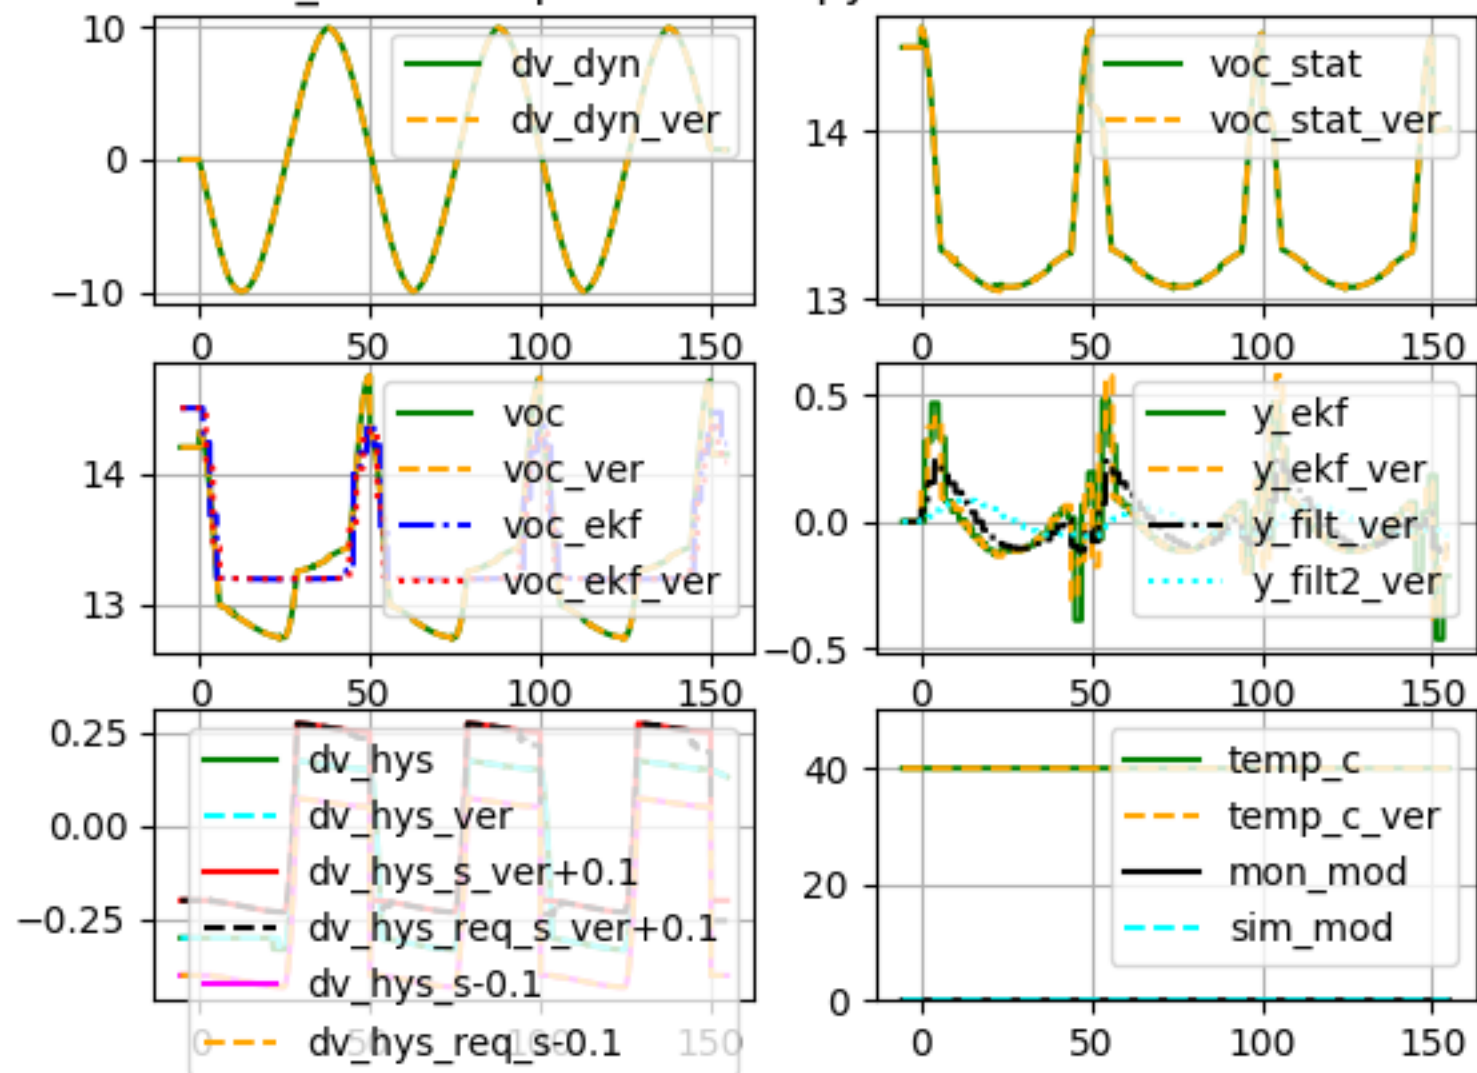 10
0
−10
0 50 100 150
dv_dyn
dv_dyn_ver
14
13
0 50 100 150
voc_stat
voc_stat_ver
14
13
0 50 100 150
voc
voc_ver
voc_ekf
voc_ekf_ver
0.5
0.0
−0.5
0 50 100 150
y_ekf
y_ekf_ver
y_filt_ver
y_filt2_ver
0.25
0.00
−0.25
0 50 100 150
dv_hys
dv_hys_ver
dv_hys_s_ver+0.1
dv_hys_req_s_ver+0.1
dv_hys_s-0.1
dv_hys_req_s-0.1
40
20
0
0 50 100 150
temp_c
temp_c_ver
mon_mod
sim_mod